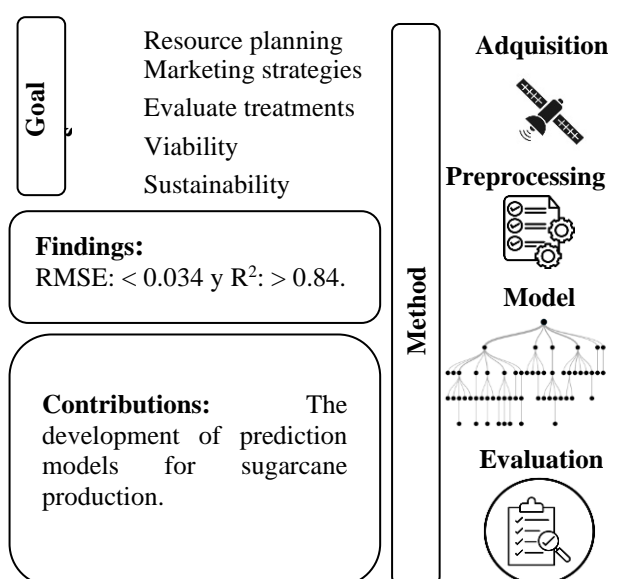 Goal
Resource planning
Marketing strategies
Evaluate treatments
Viability
Sustainability
Findings:
RMSE: < 0.034 y R²: > 0.84.
Contributions: The
development of prediction
models for sugarcane
production.
Method
Adquisition
Preprocessing
Model
Evaluation